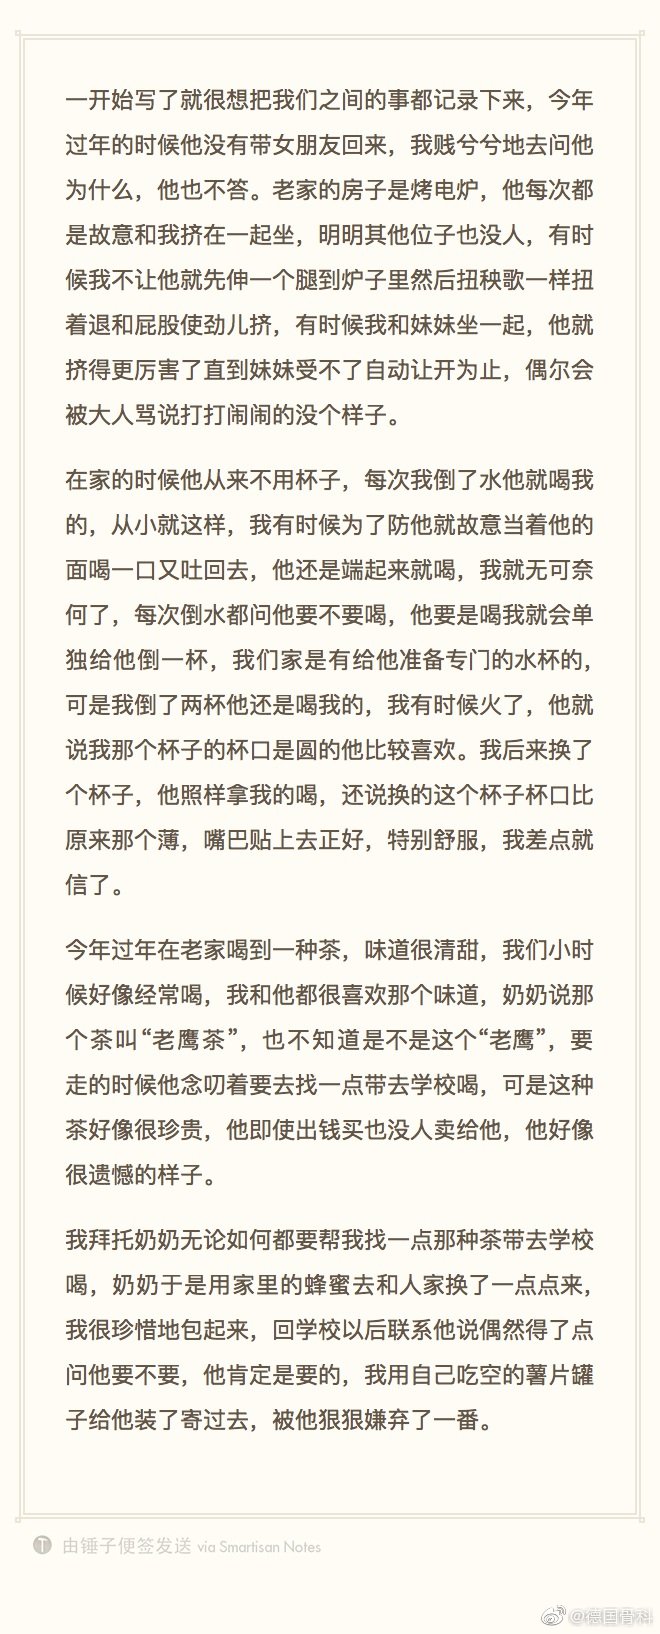 一开始写了就很想把我们之间的事都记录下来，今年
过年的时候他没有带女朋友回来，我贱兮兮地去问他
为什么，他也不答。老家的房子是烤电炉，他每次都
是故意和我挤在一起坐，明明其他位子也没人，有时
候我不让他就先伸一个腿到炉子里然后扭秧歌一样扭
着退和屁股使劲儿挤，有时候我和妹妹坐一起，他就
挤得更厉害了直到妹妹受不了自动让开为止，偶尔会
被大人骂说打打闹闹的没个样子。
在家的时候他从来不用杯子，每次我倒了水他就喝我
的，从小就这样，我有时候为了防他就故意当着他的
面喝一口又吐回去，他还是端起来就喝，我就无可奈
何了，每次倒水都问他要不要喝，他要是喝我就会单
独给他倒一杯，我们家是有给他准备专门的水杯的，
可是我倒了两杯他还是喝我的，我有时候火了，他就
说我那个杯子的杯口是圆的他比较喜欢。我后来换了
个杯子，他照样拿我的喝，还说换的这个杯子杯口比
原来那个薄，嘴巴贴上去正好，特别舒服，我差点就
信了。
今年过年在老家喝到一种茶，味道很清甜，我们小时
候好像经常喝，我和他都很喜欢那个味道，奶奶说那
个茶叫“老鹰茶”，也不知道是不是这个“老鹰”，要
走的时候他念叨着要去找一点带去学校喝，可是这种
茶好像很珍贵，他即使出钱买也没人卖给他，他好像
很遗憾的样子。
我拜托奶奶无论如何都要帮我找一点那种茶带去学校
喝，奶奶于是用家里的蜂蜜去和人家换了一点点来，
我很珍惜地包起来，回学校以后联系他说偶然得了点
问他要不要，他肯定是要的，我用自己吃空的薯片罐
子给他装了寄过去，被他狠狠嫌弃了一番。
T 由锤子便签发送 via Smartisan Notes
@德国骨科